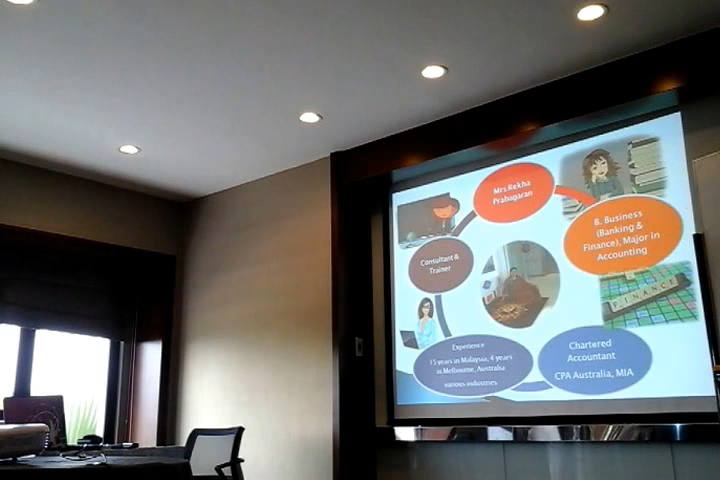 Mrs Rekha
Prabagaran
B. Business
(Banking &
Finance), Major in
Accounting
Consultant &
Trainer
FINANCE
Experience
15 years in Malaysia, 4 years
in Melbourne, Australia
various industries
Chartered
Accountant
CPA Australia, MIA